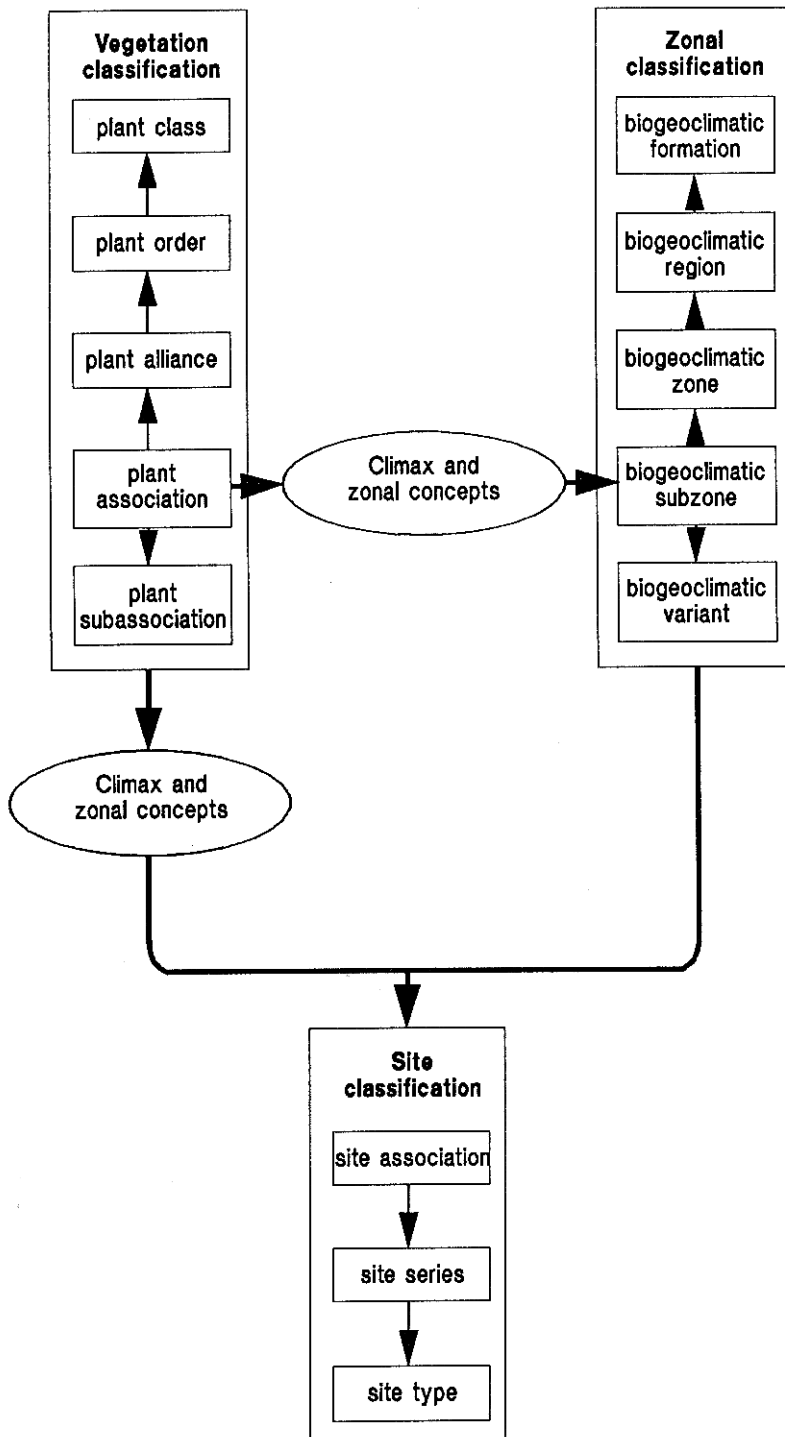 Vegetation
classification
plant class
plant order
plant alliance
plant
association
plant
subassociation
Climax and
zonal concepts
Zonal
classification
biogeoclimatic
formation
biogeoclimatic
region
biogeoclimatic
zone
biogeoclimatic
subzone
biogeoclimatic
variant
Climax and
zonal concepts
Site
classification
site association
site series
site type